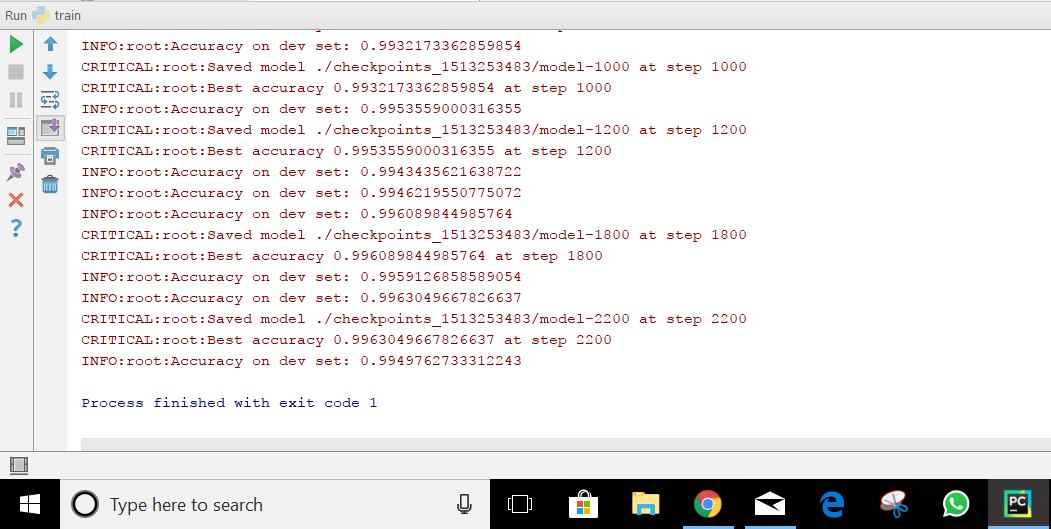 Run train
INFO:root:Accuracy on dev set: 0.9932173362859854
CRITICAL:root:Saved model ./checkpoints_1513253483/model-1000 at step 1000
CRITICAL:root:Best accuracy 0.9932173362859854 at step 1000
INFO:root:Accuracy on dev set: 0.9953559000316355
CRITICAL:root:Saved model ./checkpoints_1513253483/model-1200 at step 1200
CRITICAL:root:Best accuracy 0.9953559000316355 at step 1200
INFO:root:Accuracy on dev set: 0.9943435621638722
INFO:root:Accuracy on dev set: 0.9946219550775072
INFO:root:Accuracy on dev set: 0.996089844985764
CRITICAL:root:Saved model ./checkpoints_1513253483/model-1800 at step 1800
CRITICAL:root:Best accuracy 0.996089844985764 at step 1800
INFO:root:Accuracy on dev set: 0.9959126858589054
INFO:root:Accuracy on dev set: 0.9963049667826637
CRITICAL:root:Saved model ./checkpoints_1513253483/model-2200 at step 2200
CRITICAL:root:Best accuracy 0.9963049667826637 at step 2200
INFO:root:Accuracy on dev set: 0.9949762733312243
Process finished with exit code 1
?
Type here to search
PC